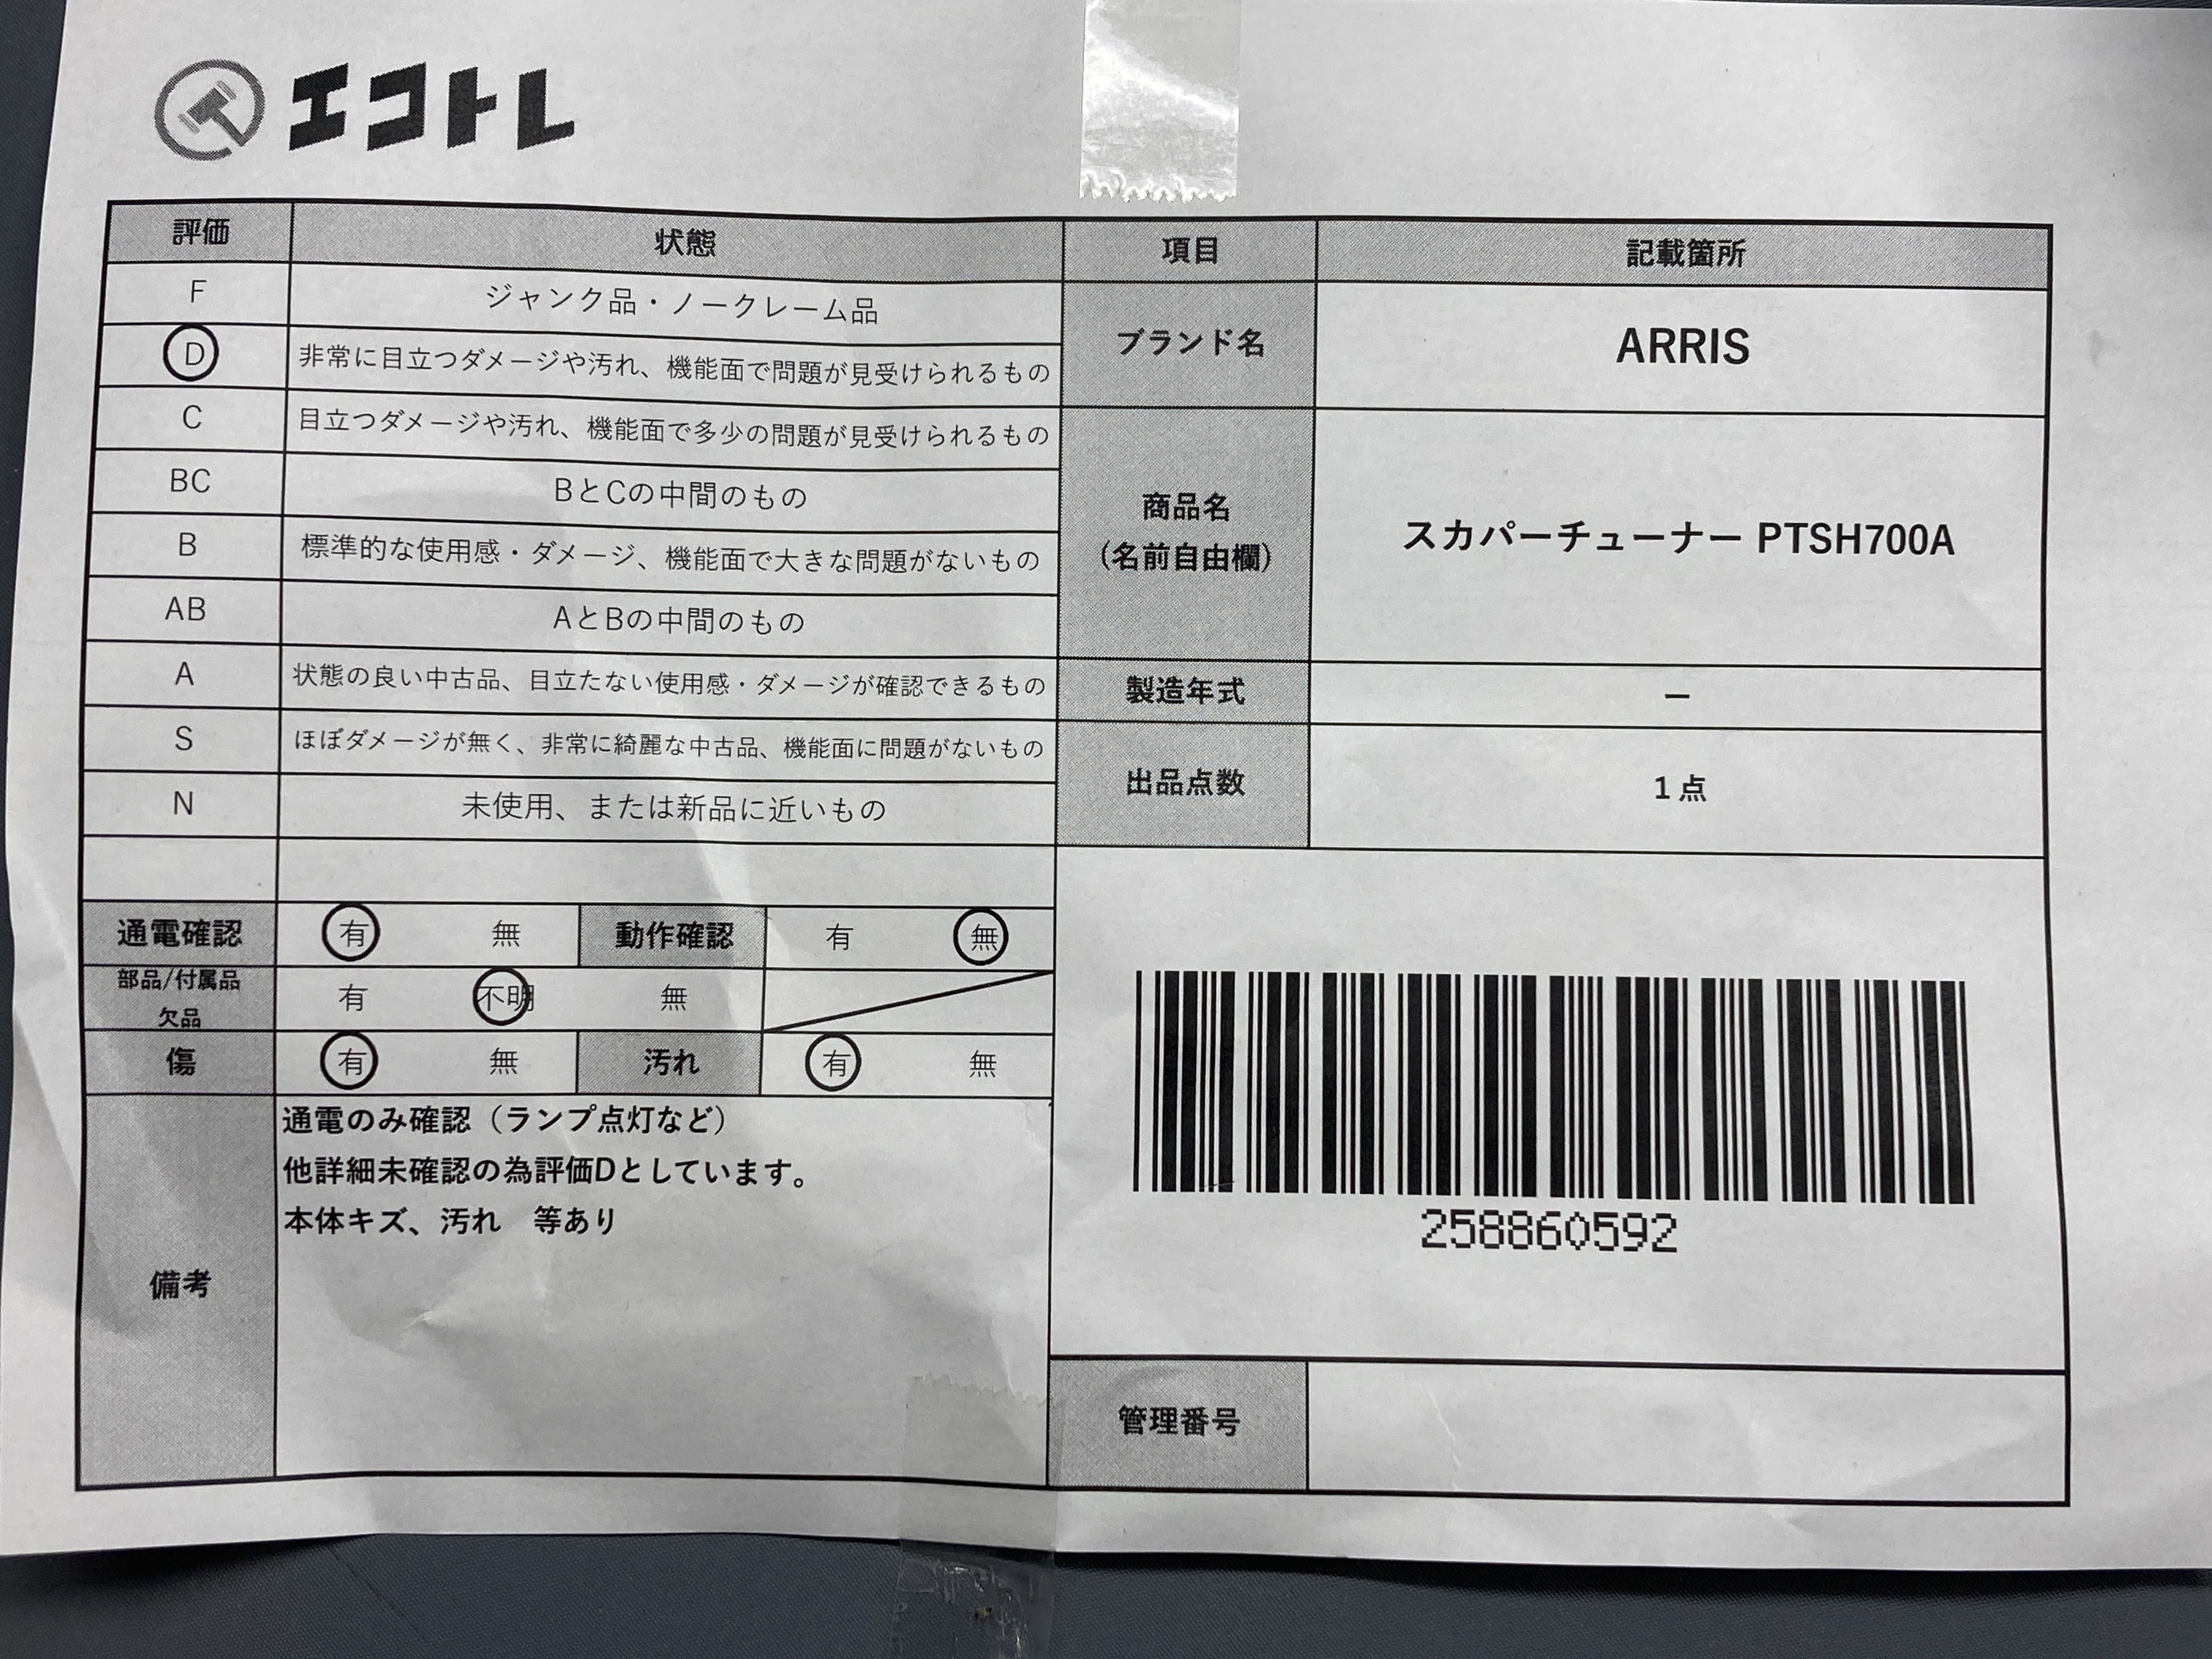 エコトレ
評価 状態
F ジャンク品・ノークレーム品
D 非常に目立つダメージや汚れ、機能面で問題が見受けられるもの
C 目立つダメージや汚れ、機能面で多少の問題が見受けられるもの
BC BとCの中間のもの
B 標準的な使用感・ダメージ、機能面で大きな問題がないもの
AB AとBの中間のもの
A 状態の良い中古品、目立たない使用感・ダメージが確認できるもの
S ほぼダメージが無く、非常に綺麗な中古品、機能面に問題がないもの
N 未使用、または新品に近いもの
通電確認 有 無 動作確認 有 無
部品/付属品
欠品
有 不明 無
傷 有 無 汚れ 有 無
備考
通電のみ確認（ランプ点灯など）
他詳細未確認の為評価Dとしています。
本体キズ、汚れ　等あり
項目 記載箇所
ブランド名 ARRIS
商品名
（名前自由欄）
スカパーチューナー PTSH700A
製造年式 ー
出品点数 1 点
258860592
管理番号